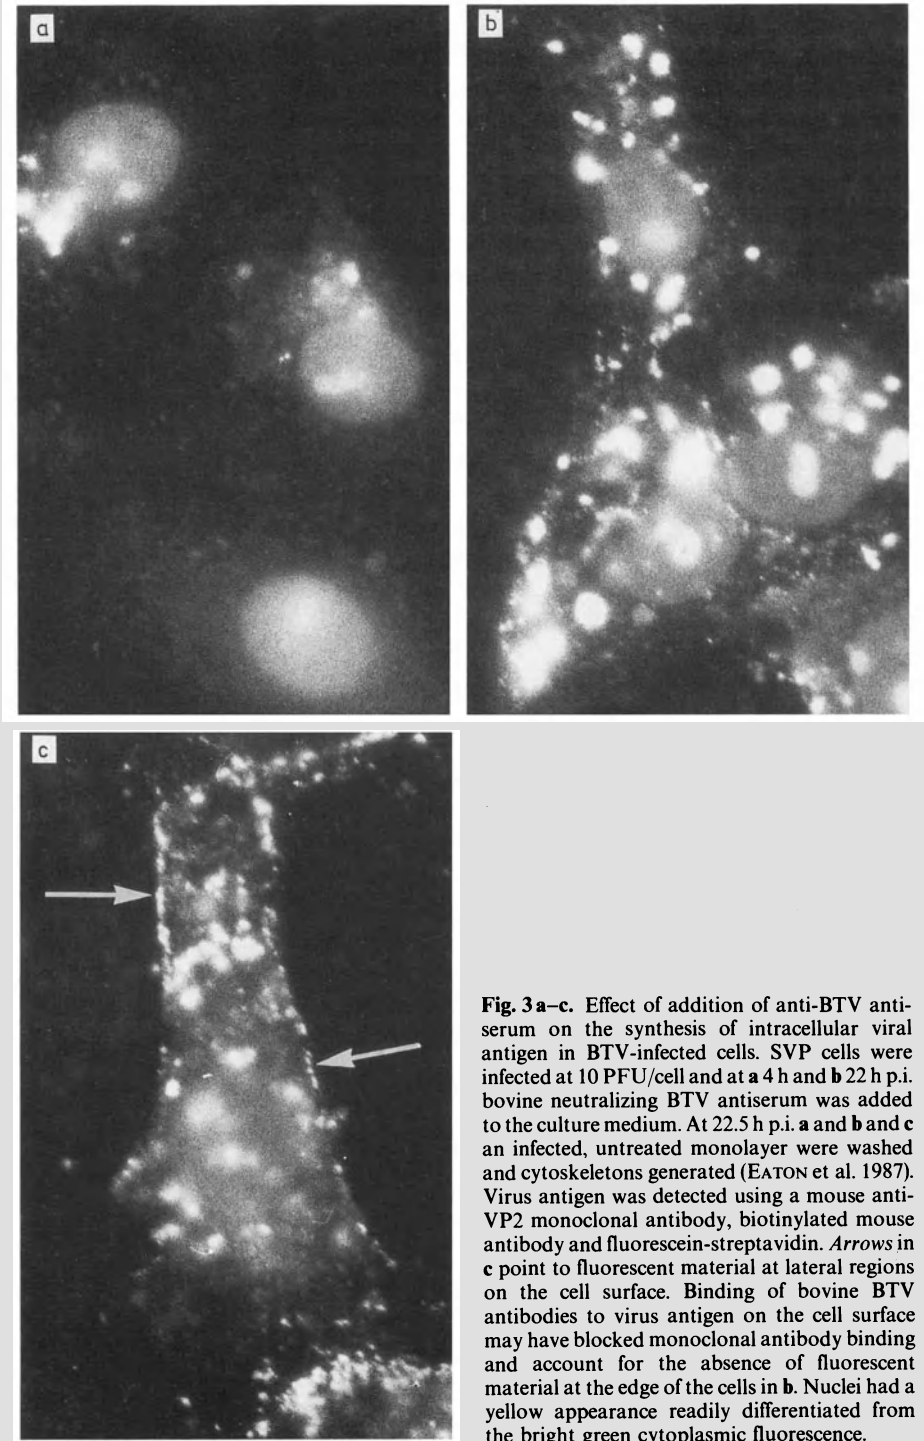 a
b
c
Fig. 3 a–c. Effect of addition of anti-BTV anti-
serum on the synthesis of intracellular viral
antigen in BTV-infected cells. SVP cells were
infected at 10 PFU/cell and at a 4 h and b 22 h p.i.
bovine neutralizing BTV antiserum was added
to the culture medium. At 22.5 h p.i. a and b and c
an infected, untreated monolayer were washed
and cytoskeletons generated (EATON et al. 1987).
Virus antigen was detected using a mouse anti-
VP2 monoclonal antibody, biotinylated mouse
antibody and fluorescein-streptavidin. Arrows in
c point to fluorescent material at lateral regions
on the cell surface. Binding of bovine BTV
antibodies to virus antigen on the cell surface
may have blocked monoclonal antibody binding
and account for the absence of fluorescent
material at the edge of the cells in b. Nuclei had a
yellow appearance readily differentiated from
the bright green cytoplasmic fluorescence.